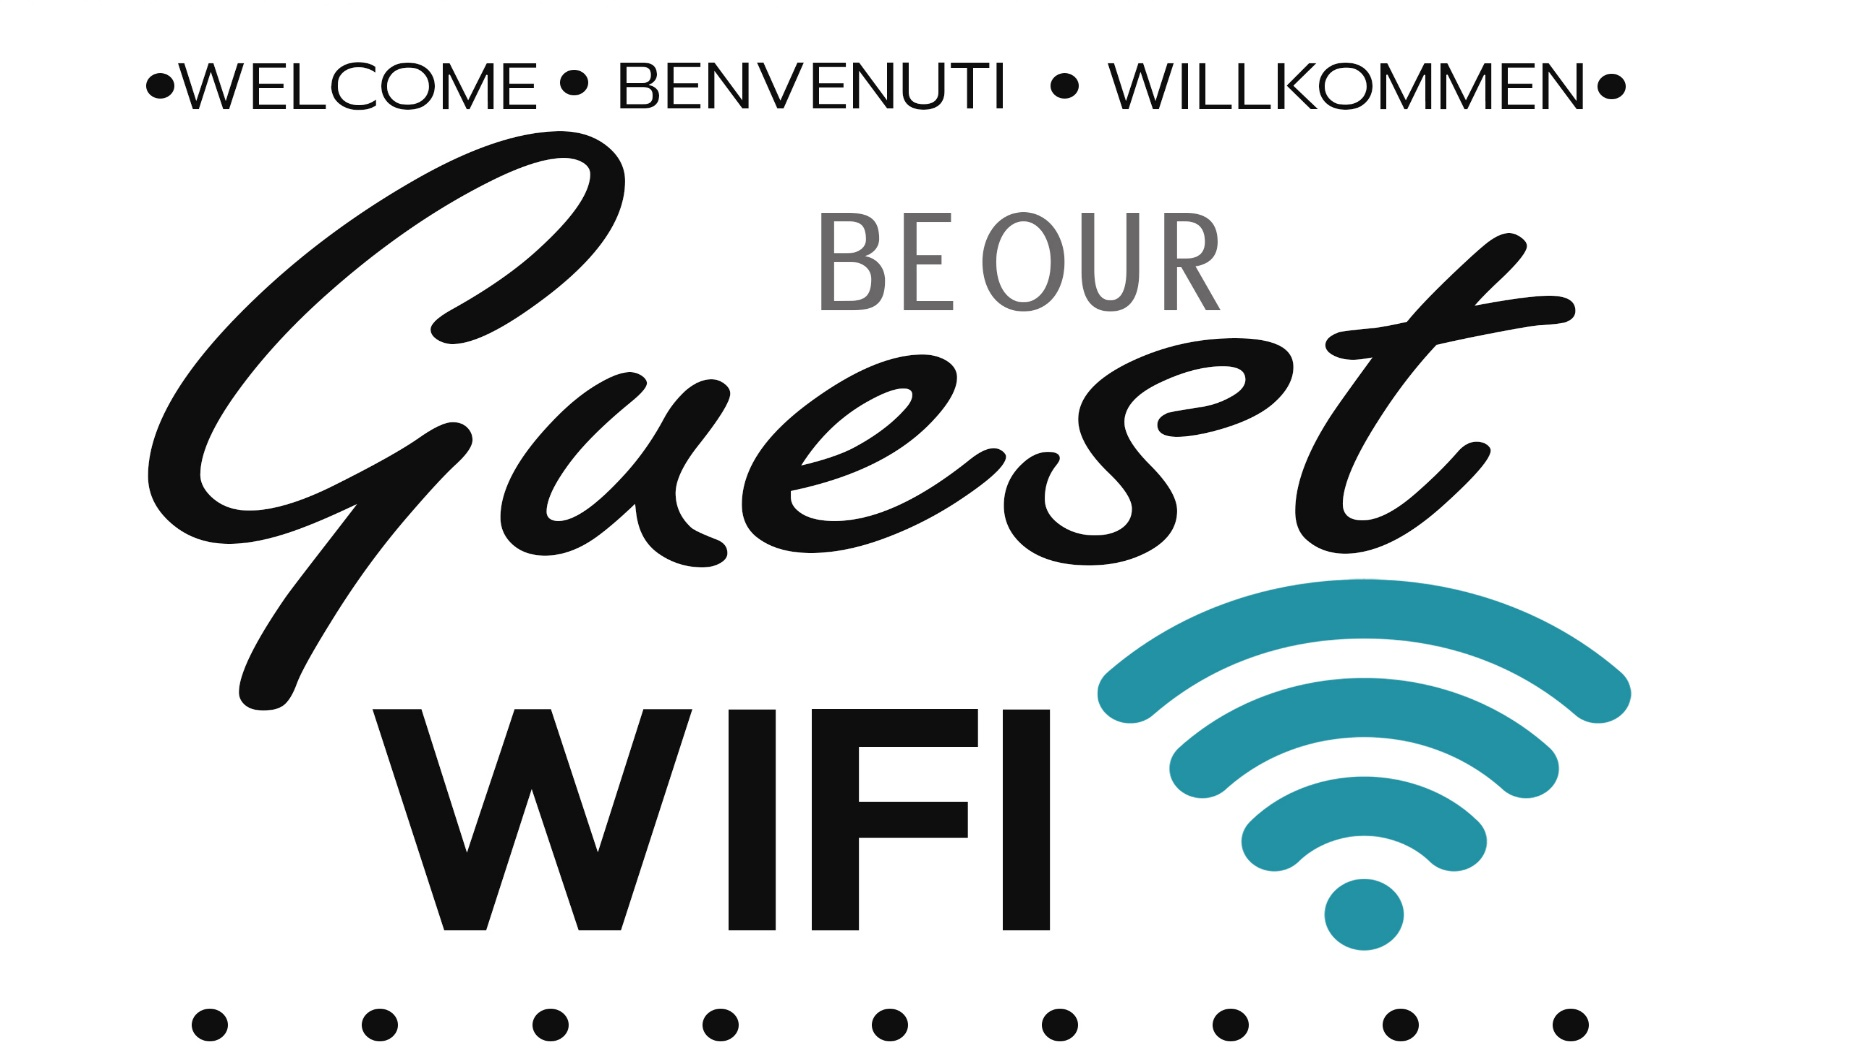 •WELCOME • BENVENUTI • WILLKOMMEN•
BE OUR
Guest
WIFI